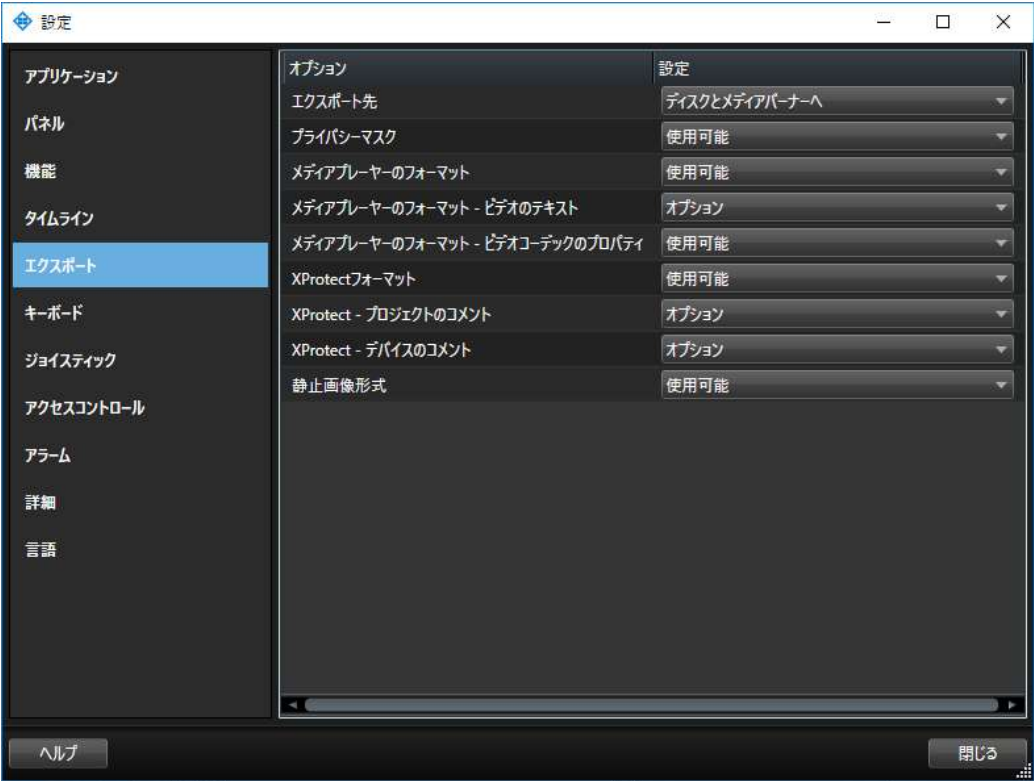 設定
アプリケーション
パネル
機能
タイムライン
エクスポート
キーボード
ジョイスティック
アクセスコントロール
アラーム
詳細
言語
オプション 設定
エクスポート先 ディスクとメディアバーナーへ
プライバシーマスク 使用可能
メディアプレーヤーのフォーマット 使用可能
メディアプレーヤーのフォーマット - ビデオのテキスト オプション
メディアプレーヤーのフォーマット - ビデオコーデックのプロパティ 使用可能
XProtectフォーマット 使用可能
XProtect - プロジェクトのコメント オプション
XProtect - デバイスのコメント オプション
静止画像形式 使用可能
ヘルプ 閉じる